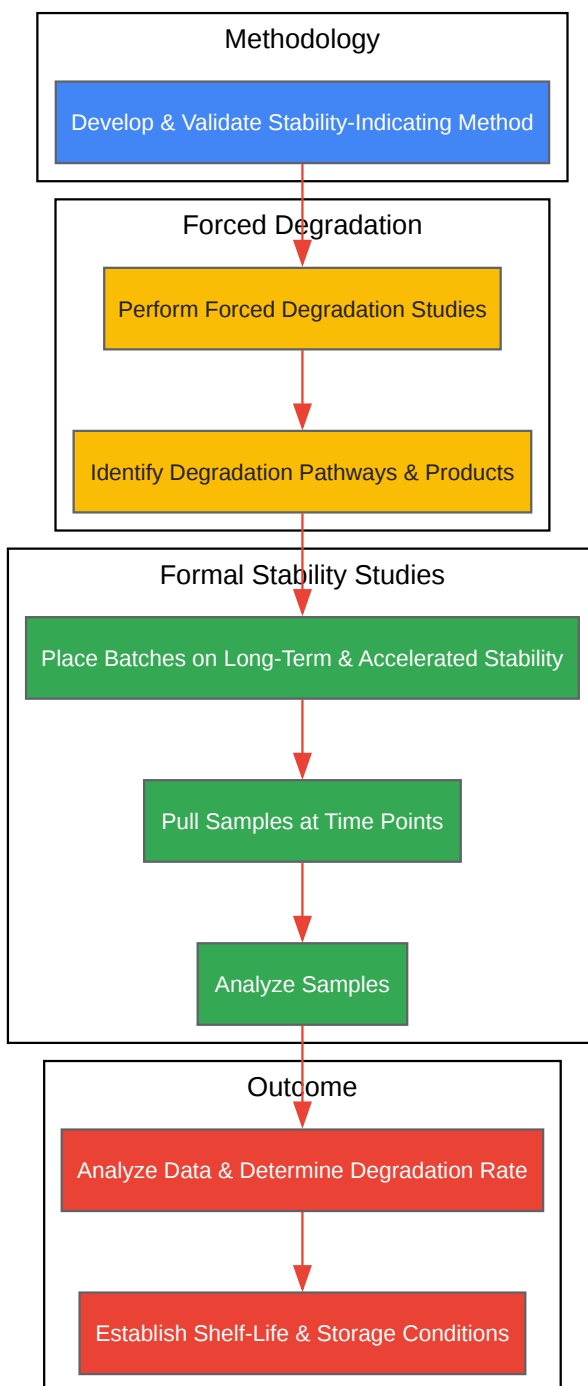 Methodology
Develop & Validate Stability-Indicating Method
Forced Degradation
Perform Forced Degradation Studies
Identify Degradation Pathways & Products
Formal Stability Studies
Place Batches on Long-Term & Accelerated Stability
Pull Samples at Time Points
Analyze Samples
Outcome
Analyze Data & Determine Degradation Rate
Establish Shelf-Life & Storage Conditions